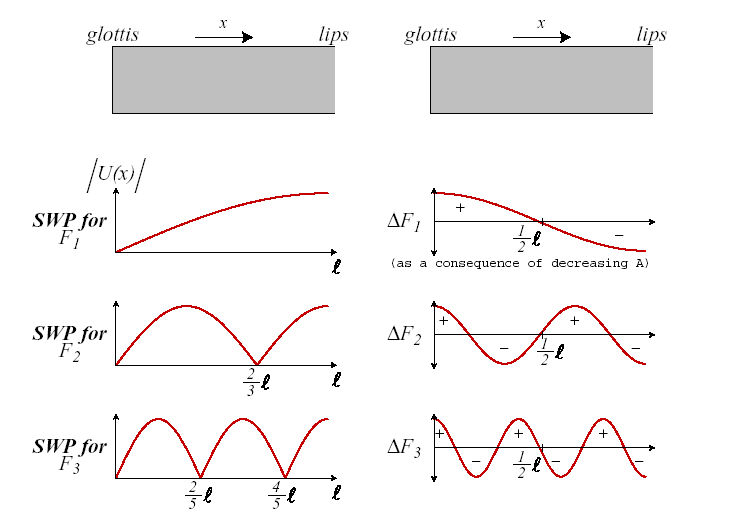 x x
glottis lips glottis lips
|U(x)|
SWP for
F1
ΔF1
+
−
1/2 ℓ
ℓ
(as a consequence of decreasing A)
SWP for
F2
ΔF2
+ − + −
1/2 ℓ
2/3 ℓ ℓ
SWP for
F3
ΔF3
+ − + − + −
1/2 ℓ
2/5 ℓ 4/5 ℓ ℓ